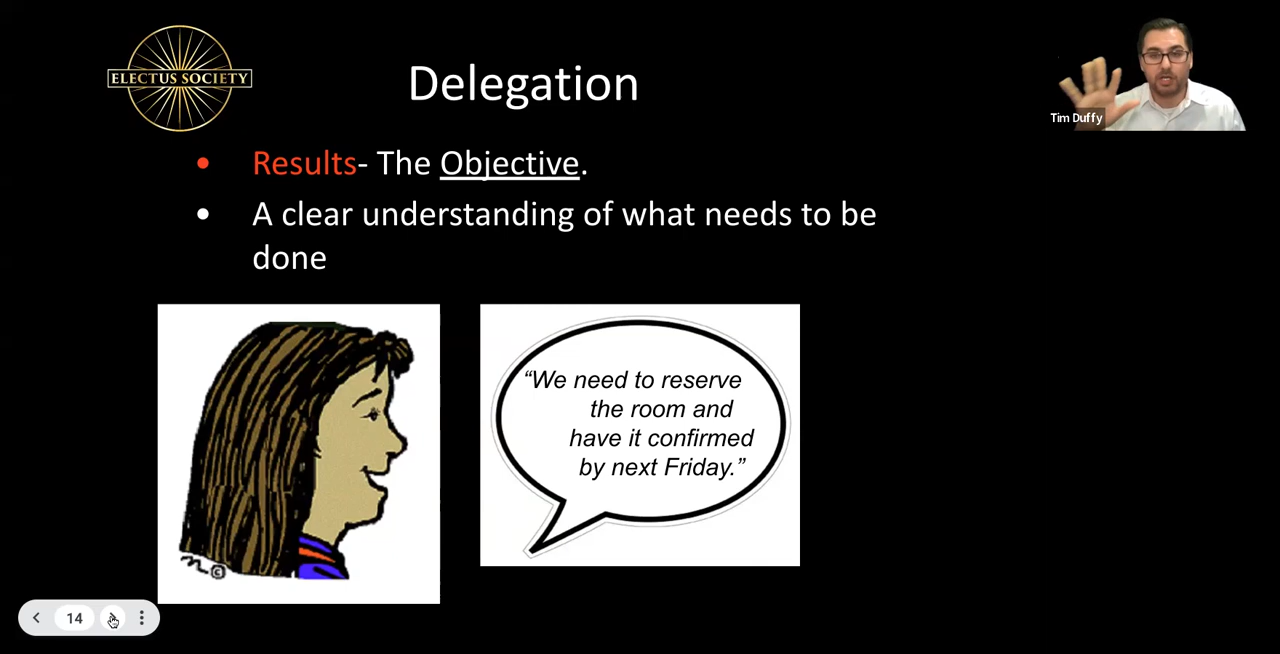 ELECTUS SOCIETY
Delegation
Tim Duffy
• Results- The Objective.
• A clear understanding of what needs to be
done
“We need to reserve
the room and
have it confirmed
by next Friday.”
©
14